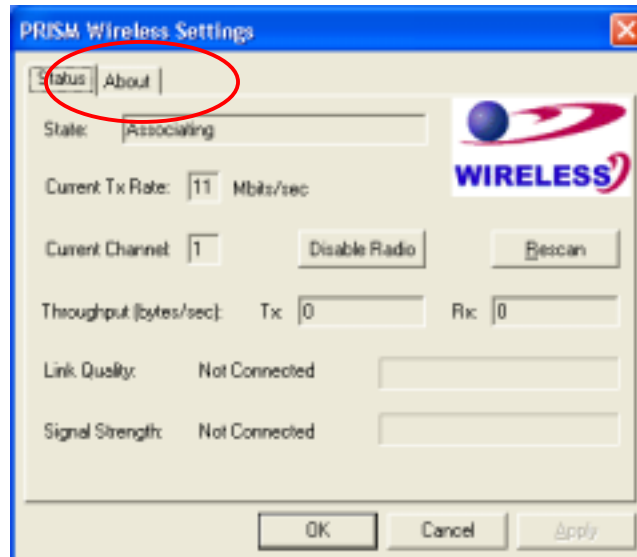 PRISM Wireless Settings
Status About
State: Associating
WIRELESS
Current Tx Rate: 11 Mbits/sec
Current Channel: 1 Disable Radio Rescan
Throughput (bytes/sec): Tx: 0 Rx: 0
Link Quality: Not Connected
Signal Strength: Not Connected
OK Cancel Apply